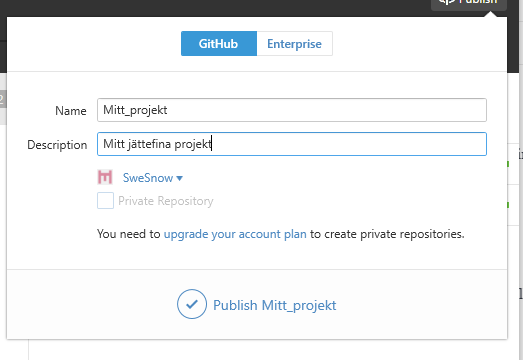 Publish
GitHub Enterprise
Name Mitt_projekt
Description Mitt jättefina projekt
SweSnow
Private Repository
You need to upgrade your account plan to create private repositories.
Publish Mitt_projekt